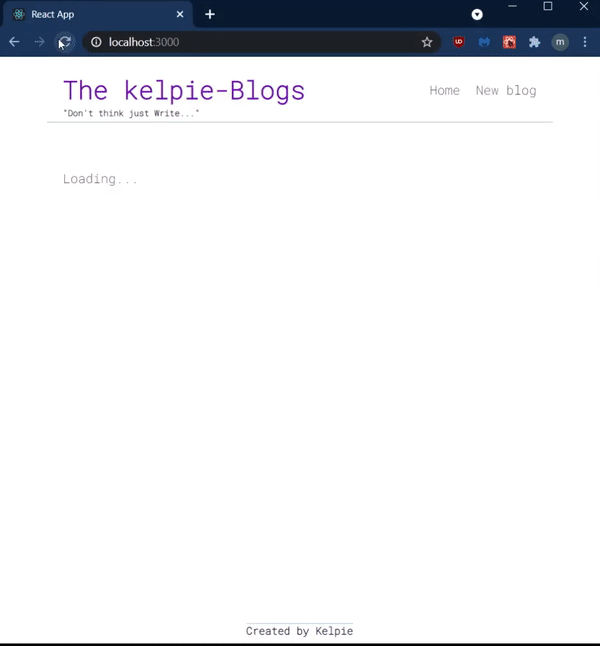 React App
localhost:3000
m
The kelpie-Blogs
Home New blog
"Don't think just Write..."
Loading...
Created by Kelpie